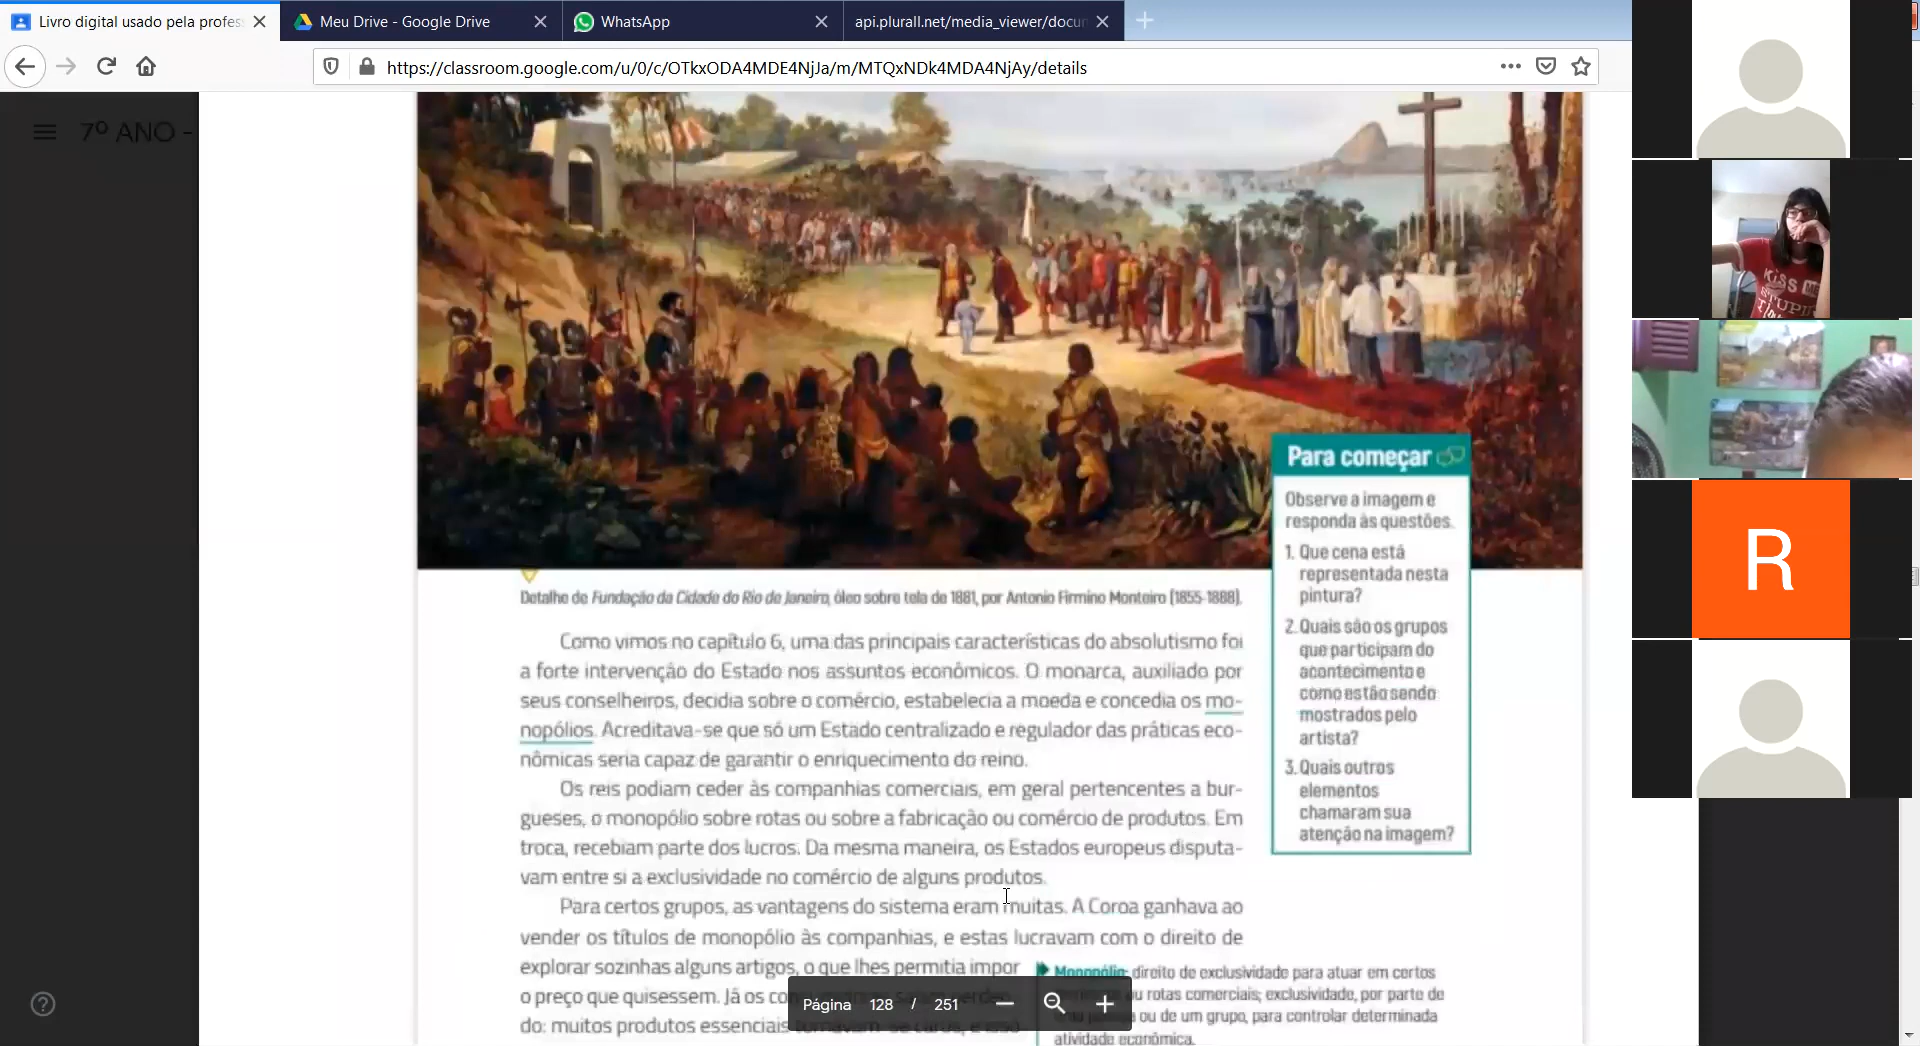 Livro digital usado pela profes
Meu Drive - Google Drive
WhatsApp
api.plurall.net/media_viewer/docu
https://classroom.google.com/u/0/c/OTkxODA4MDE4NjJa/m/MTQxNDk4MDA4NjAy/details
7º ANO -
KISS ME
STUPID
R
Para começar
Observe a imagem e
responda às questões.
1. Que cena está
representada nesta
pintura?
2. Quais são os grupos
que participam do
acontecimento e
como estão sendo
mostrados pelo
artista?
3. Quais outros
elementos
chamaram sua
atenção na imagem?
Detalhe de Fundação da Cidade do Rio de Janeiro, óleo sobre tela de 1881, por Antonio Firmino Monteiro (1855-1888).
Como vimos no capítulo 6, uma das principais características do absolutismo foi
a forte intervenção do Estado nos assuntos econômicos. O monarca, auxiliado por
seus conselheiros, decidia sobre o comércio, estabelecia a moeda e concedia os mo-
nopólios. Acreditava-se que só um Estado centralizado e regulador das práticas eco-
nômicas seria capaz de garantir o enriquecimento do reino.
Os reis podiam ceder às companhias comerciais, em geral pertencentes a bur-
gueses, o monopólio sobre rotas ou sobre a fabricação ou comércio de produtos. Em
troca, recebiam parte dos lucros. Da mesma maneira, os Estados europeus disputa-
vam entre si a exclusividade no comércio de alguns produtos.
Para certos grupos, as vantagens do sistema eram muitas. A Coroa ganhava ao
vender os títulos de monopólio às companhias, e estas lucravam com o direito de
explorar sozinhas alguns artigos, o que lhes permitia impor
o preço que quisessem. Já os
do: muitos produtos essenciais
Monopólio: direito de exclusividade para atuar em certos
ou rotas comerciais; exclusividade, por parte de
ou de um grupo, para controlar determinada
atividade econômica.
Página 128 / 251